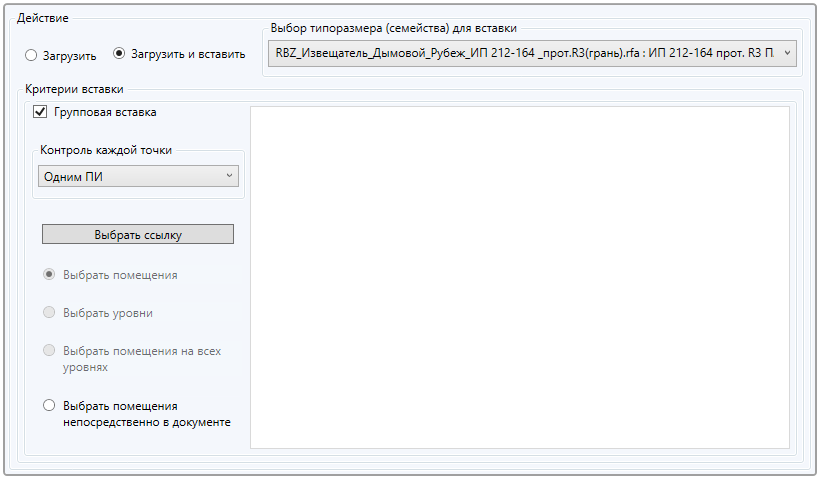 Действие
Загрузить
Загрузить и вставить
Выбор типоразмера (семейства) для вставки
RBZ_Извещатель_Дымовой_Рубеж_ИП 212-164 _прот.R3(грань).rfa : ИП 212-164 прот. R3 П
Критерии вставки
Групповая вставка
Контроль каждой точки
Одним ПИ
Выбрать ссылку
Выбрать помещения
Выбрать уровни
Выбрать помещения на всех
уровнях
Выбрать помещения
непосредственно в документе